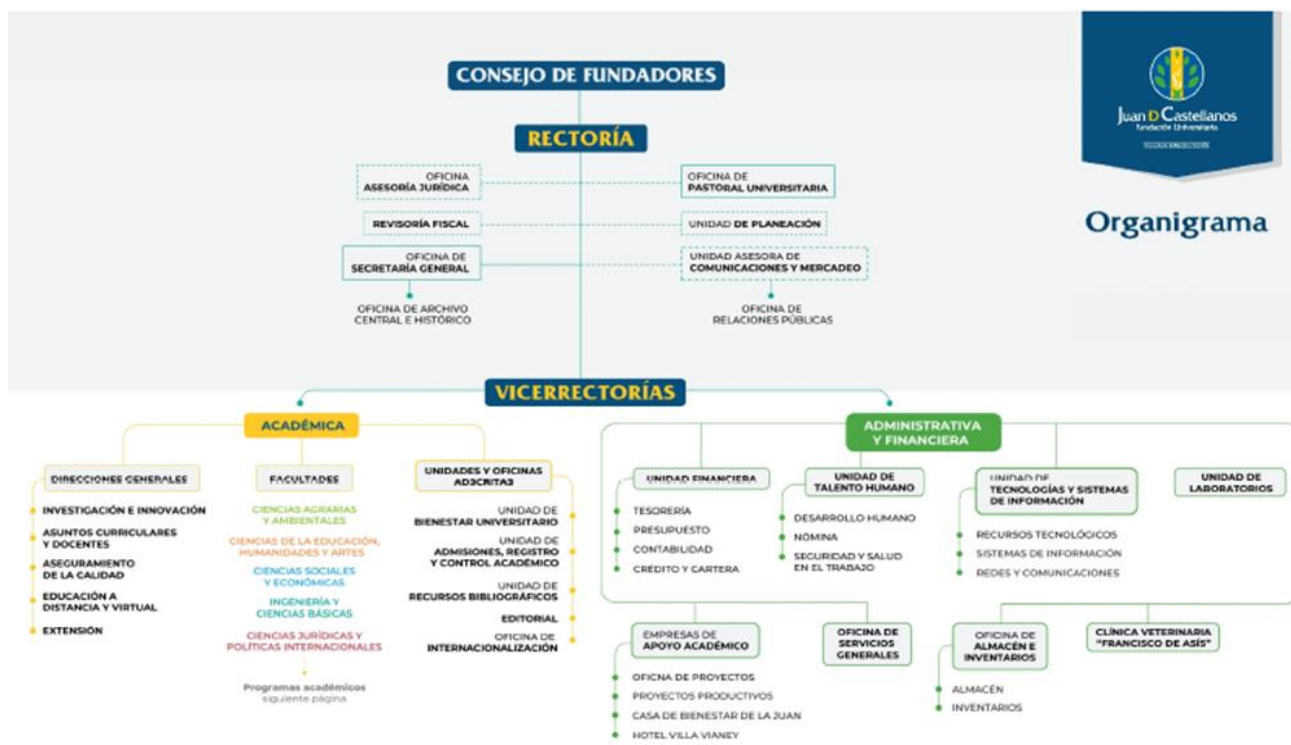 CONSEJO DE FUNDADORES
Juan D Castellanos
Fundación Universitaria
RECTORÍA
Organigrama
OFICINA
ASESORÍA JURÍDICA
OFICINA DE
PASTORAL UNIVERSITARIA
REVISORÍA FISCAL
UNIDAD DE PLANEACIÓN
OFICINA DE
SECRETARÍA GENERAL
UNIDAD ASESORA DE
COMUNICACIONES Y MERCADEO
OFICINA DE ARCHIVO
CENTRAL E HISTÓRICO
OFICINA DE
RELACIONES PÚBLICAS
VICERRECTORÍAS
ACADÉMICA
DIRECCIONES GENERALES
INVESTIGACIÓN E INNOVACIÓN
ASUNTOS CURRICULARES
Y DOCENTES
ASEGURAMIENTO
DE LA CALIDAD
EDUCACIÓN A
DISTANCIA Y VIRTUAL
EXTENSIÓN
FACULTADES
CIENCIAS AGRARIAS
Y AMBIENTALES
CIENCIAS DE LA EDUCACIÓN,
HUMANIDADES Y ARTES
CIENCIAS SOCIALES
Y ECONÓMICAS
INGENIERÍA Y
CIENCIAS BÁSICAS
CIENCIAS JURÍDICAS Y
POLÍTICAS INTERNACIONALES
Programas académicos
siguiente página
UNIDADES Y OFICINAS
ADSCRITAS
UNIDAD DE
BIENESTAR UNIVERSITARIO
UNIDAD DE
ADMISIONES, REGISTRO
Y CONTROL ACADÉMICO
UNIDAD DE
RECURSOS BIBLIOGRÁFICOS
EDITORIAL
OFICINA DE
INTERNACIONALIZACIÓN
ADMINISTRATIVA
Y FINANCIERA
UNIDAD FINANCIERA
TESORERÍA
PRESUPUESTO
CONTABILIDAD
CRÉDITO Y CARTERA
UNIDAD DE
TALENTO HUMANO
DESARROLLO HUMANO
NÓMINA
SEGURIDAD Y SALUD
EN EL TRABAJO
UNIDAD DE
TECNOLOGÍAS Y SISTEMAS
DE INFORMACIÓN
RECURSOS TECNOLÓGICOS
SISTEMAS DE INFORMACIÓN
REDES Y COMUNICACIONES
UNIDAD DE
LABORATORIOS
EMPRESAS DE
APOYO ACADÉMICO
OFICNA DE PROYECTOS
PROYECTOS PRODUCTIVOS
CASA DE BIENESTAR DE LA JUAN
HOTEL VILLA VIANEY
OFICINA DE
SERVICIOS
GENERALES
OFICINA DE
ALMACÉN E
INVENTARIOS
ALMACÉN
INVENTARIOS
CLÍNICA VETERINARIA
"FRANCISCO DE ASÍS"